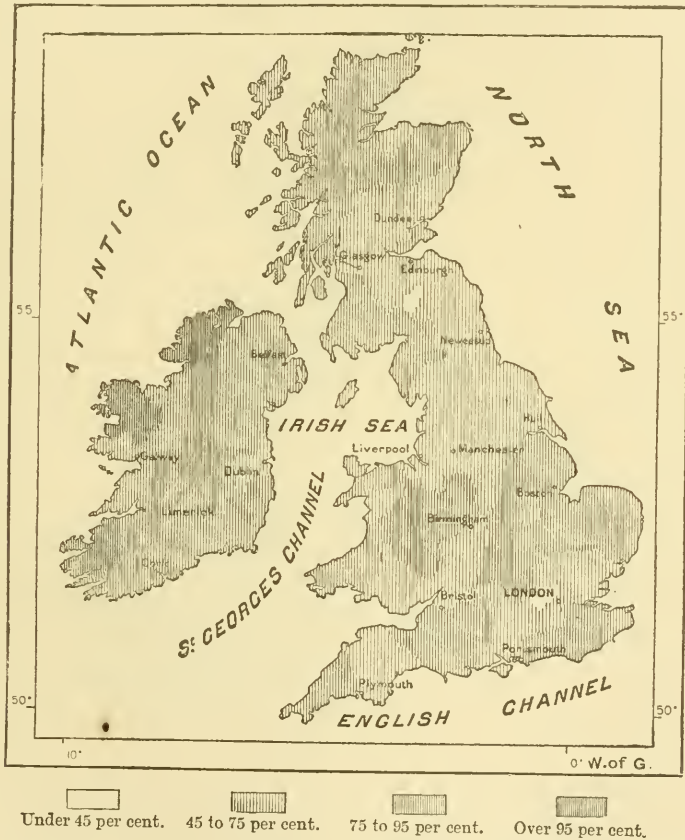 ATLANTIC OCEAN
NORTH SEA
Dundee
Glasgow
Edinburgh
55
55°
Newcastle
Belfast
IRISH SEA
Hull
Galway
Dublin
Liverpool
Manchester
Boston
Limerick
Birmingham
Cork
ST GEORGES CHANNEL
Bristol
LONDON
Portsmouth
Plymouth
50°
50°
ENGLISH CHANNEL
10°
0° W. of G.
Under 45 per cent.
45 to 75 per cent.
75 to 95 per cent.
Over 95 per cent.